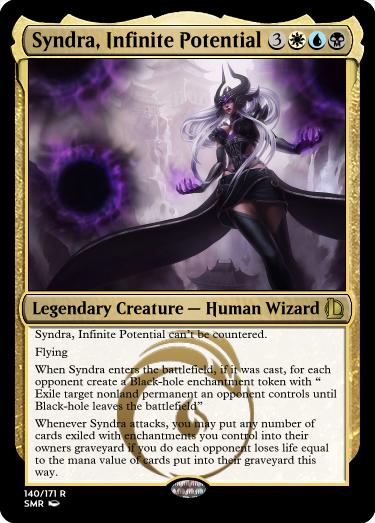 Syndra, Infinite Potential 3
Legendary Creature — Human Wizard
Syndra, Infinite Potential can't be countered.
Flying
When Syndra enters the battlefield, if it was cast, for each
opponent create a Black-hole enchantment token with “
Exile target nonland permanent an opponent controls until
Black-hole leaves the battlefield”
Whenever Syndra attacks, you may put any number of
cards exiled with enchantments you control into their
owners graveyard if you do each opponent loses life equal
to the mana value of cards put into their graveyard this
way.
140/171 R
SMR